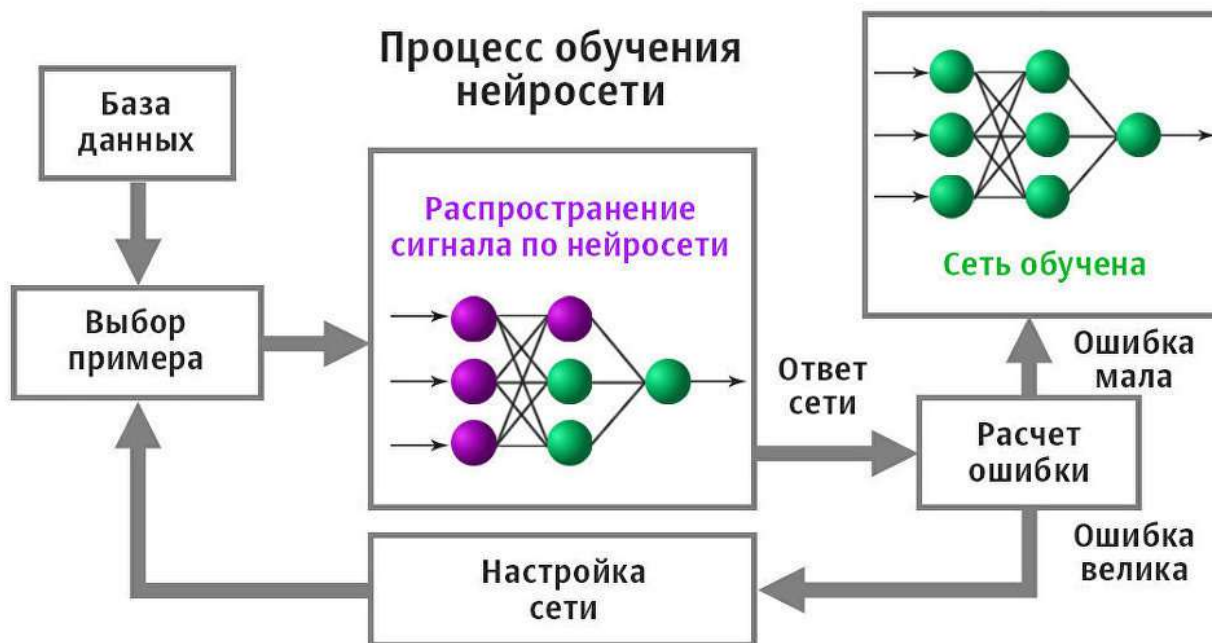 Процесс обучения
нейросети
База
данных
Выбор
примера
Распространение
сигнала по нейросети
Ответ
сети
Расчет
ошибки
Ошибка
мала
Сеть обучена
Ошибка
велика
Настройка
сети